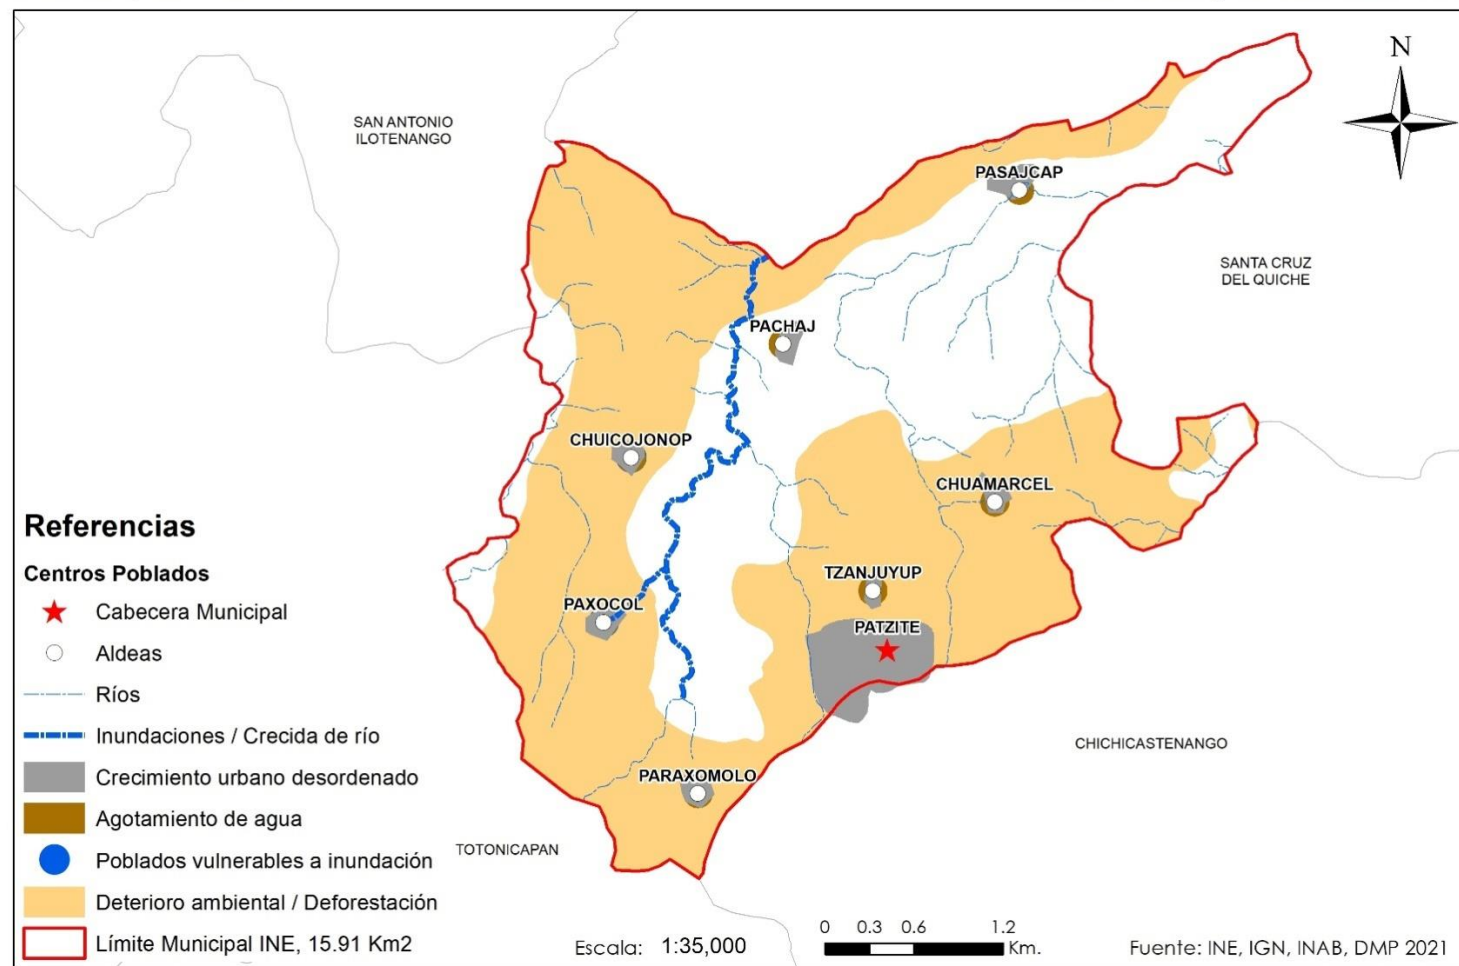 N
SAN ANTONIO
ILOTENANGO
PASAJCAP
SANTA CRUZ
DEL QUICHE
PACHAJ
CHUICOJONOP
CHUAMARCEL
TZANJUYUP
PAXOCOL
PATZITE
CHICHICASTENANGO
PARAXOMOLO
TOTONICAPAN
Referencias
Centros Poblados
Cabecera Municipal
Aldeas
Ríos
Inundaciones / Crecida de río
Crecimiento urbano desordenado
Agotamiento de agua
Poblados vulnerables a inundación
Deterioro ambiental / Deforestación
Límite Municipal INE, 15.91 Km2
Escala: 1:35,000
0 0.3 0.6 1.2
Km.
Fuente: INE, IGN, INAB, DMP 2021